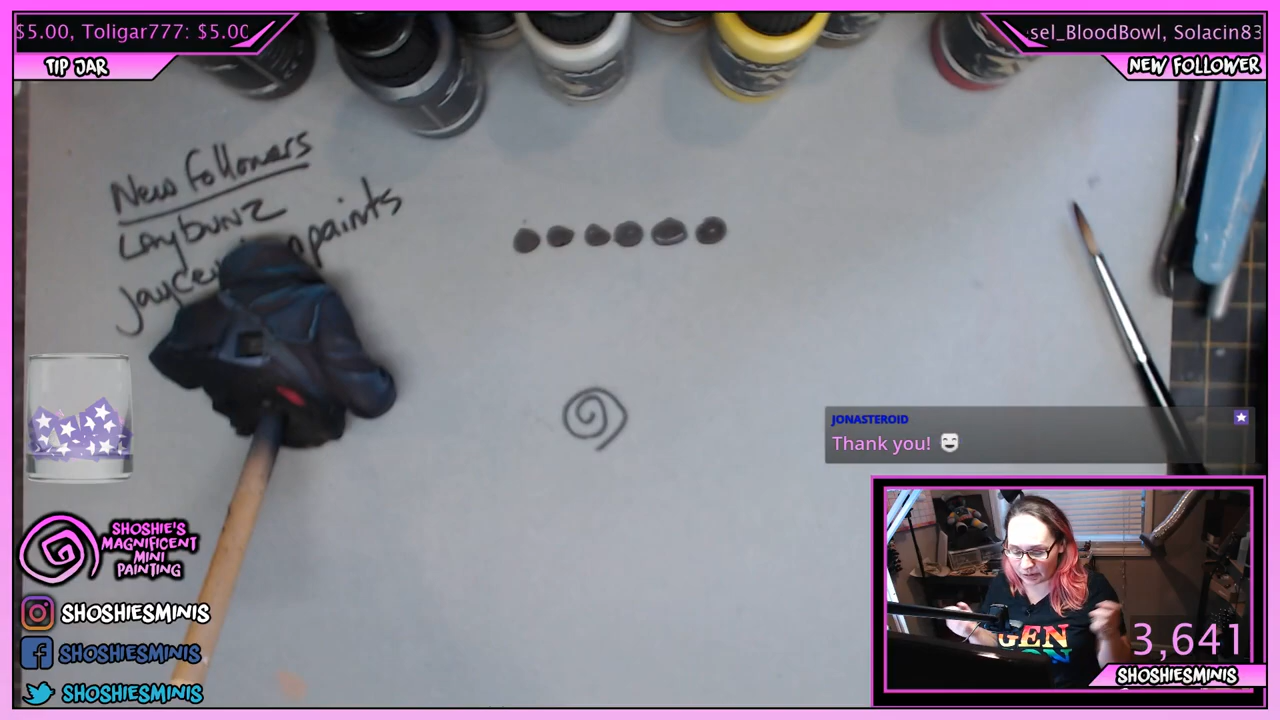 $5.00, Toligar777: $5.00
sel_BloodBowl, Solacin83
TIP JAR
NEW FOLLOWER
New Followers
Laybunz
paints
JONASTEROID
Thank you!
SHOSHIE'S
MAGNIFICENT
MINI
PAINTING
SHOSHIESMINIS
SHOSHIESMINIS
SHOSHIESMINIS
GEN
3,641
SHOSHIESMINIS